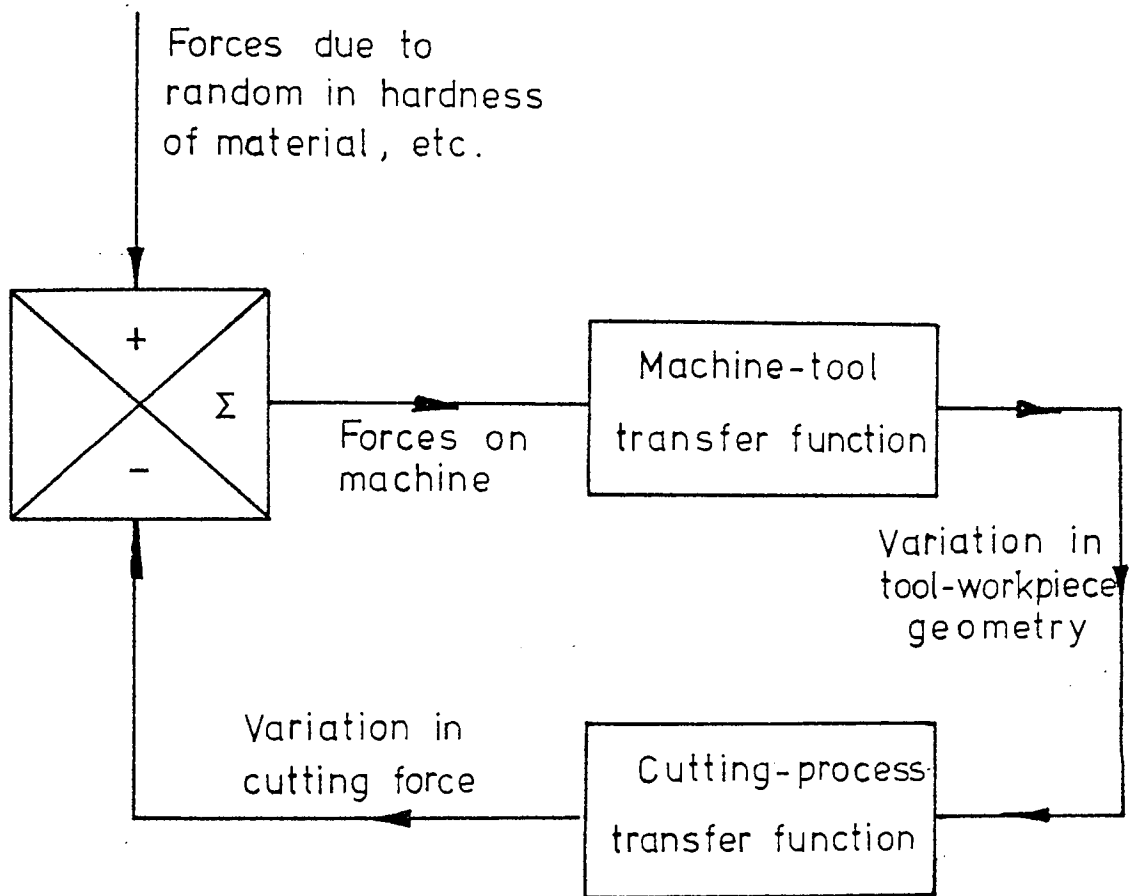 Forces due to
random in hardness
of material, etc.
+
Σ
−
Forces on
machine
Machine-tool
transfer function
Variation in
tool-workpiece
geometry
Cutting-process
transfer function
Variation in
cutting force